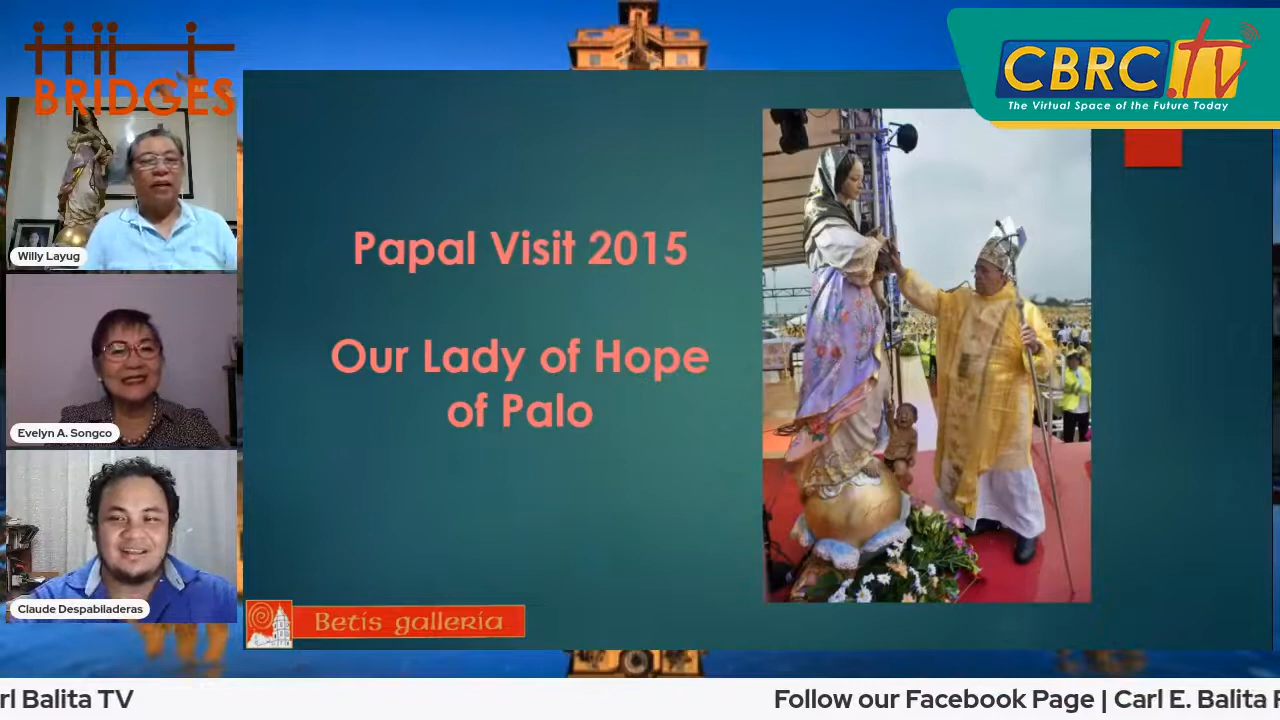 BRIDGES
CBRC.tv
The Virtual Space of the Future Today
Willy Layug
Papal Visit 2015
Our Lady of Hope
of Palo
Evelyn A. Songco
Claude Despabiladeras
Betis galleria
rl Balita TV
Follow our Facebook Page | Carl E. Balita